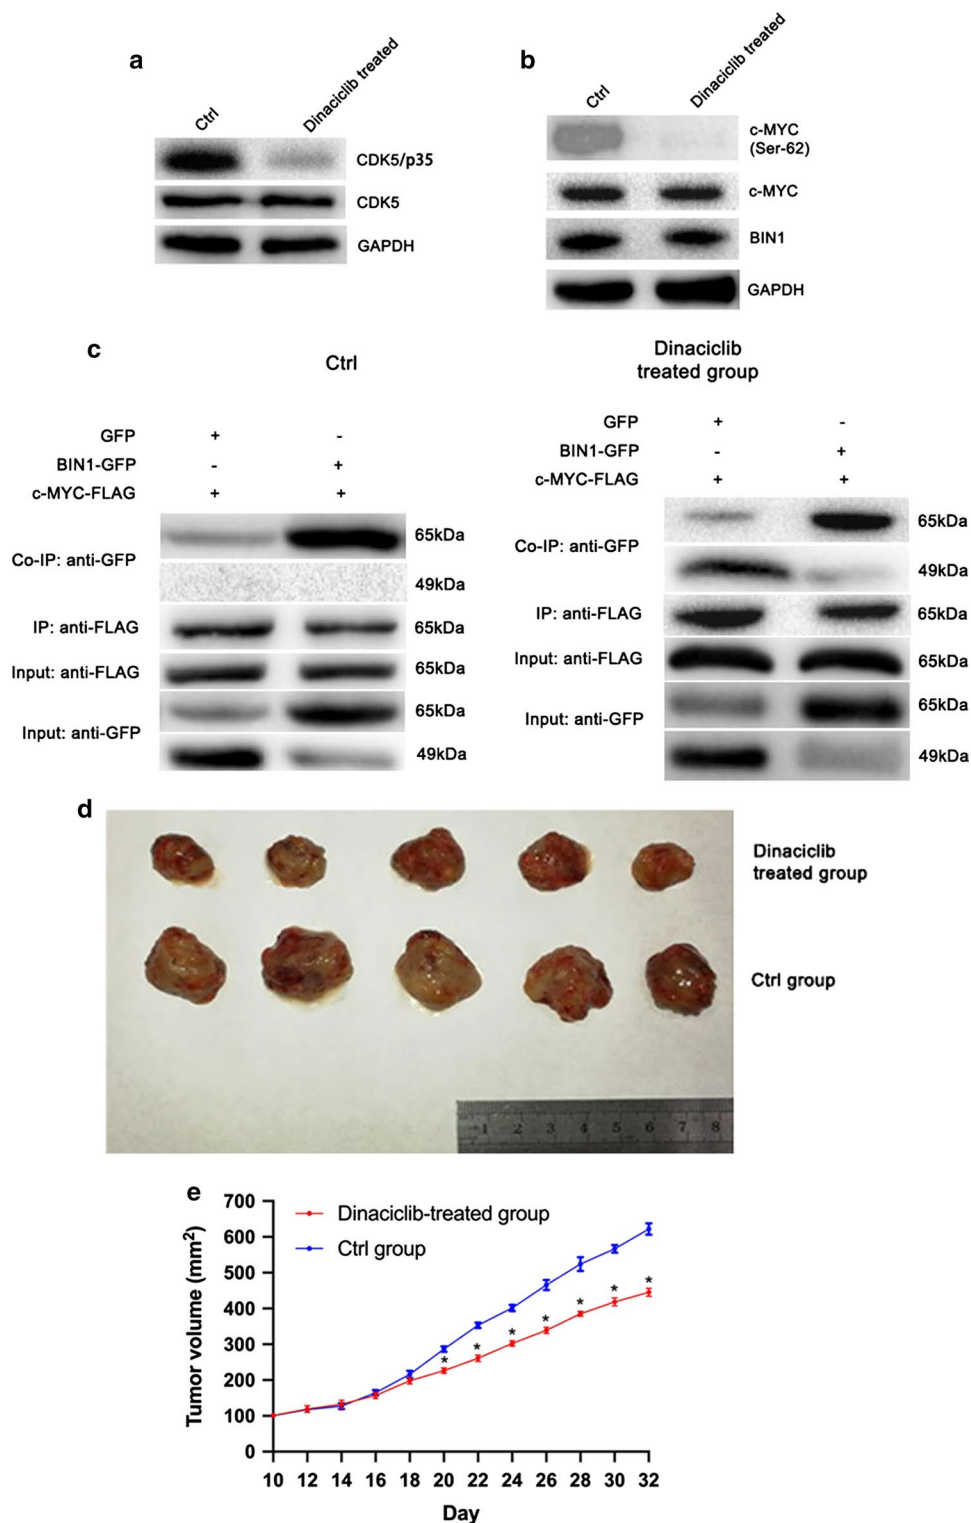 a
Ctrl
Dinaciclib treated
CDK5/p35
CDK5
GAPDH
b
Ctrl
Dinaciclib treated
c-MYC
(Ser-62)
c-MYC
BIN1
GAPDH
c
Ctrl
GFP + -
BIN1-GFP - +
c-MYC-FLAG + +
Co-IP: anti-GFP
65kDa
49kDa
IP: anti-FLAG 65kDa
Input: anti-FLAG 65kDa
Input: anti-GFP
65kDa
49kDa
Dinaciclib
treated group
GFP + -
BIN1-GFP - +
c-MYC-FLAG + +
Co-IP: anti-GFP
65kDa
49kDa
IP: anti-FLAG 65kDa
Input: anti-FLAG 65kDa
Input: anti-GFP
65kDa
49kDa
d
Dinaciclib
treated group
Ctrl group
1 2 3 4 5 6 7 8
e
Dinaciclib-treated group
Ctrl group
Tumor volume (mm²)
700
600
500
400
300
200
100
0
* * * * * * *
10 12 14 16 18 20 22 24 26 28 30 32
Day